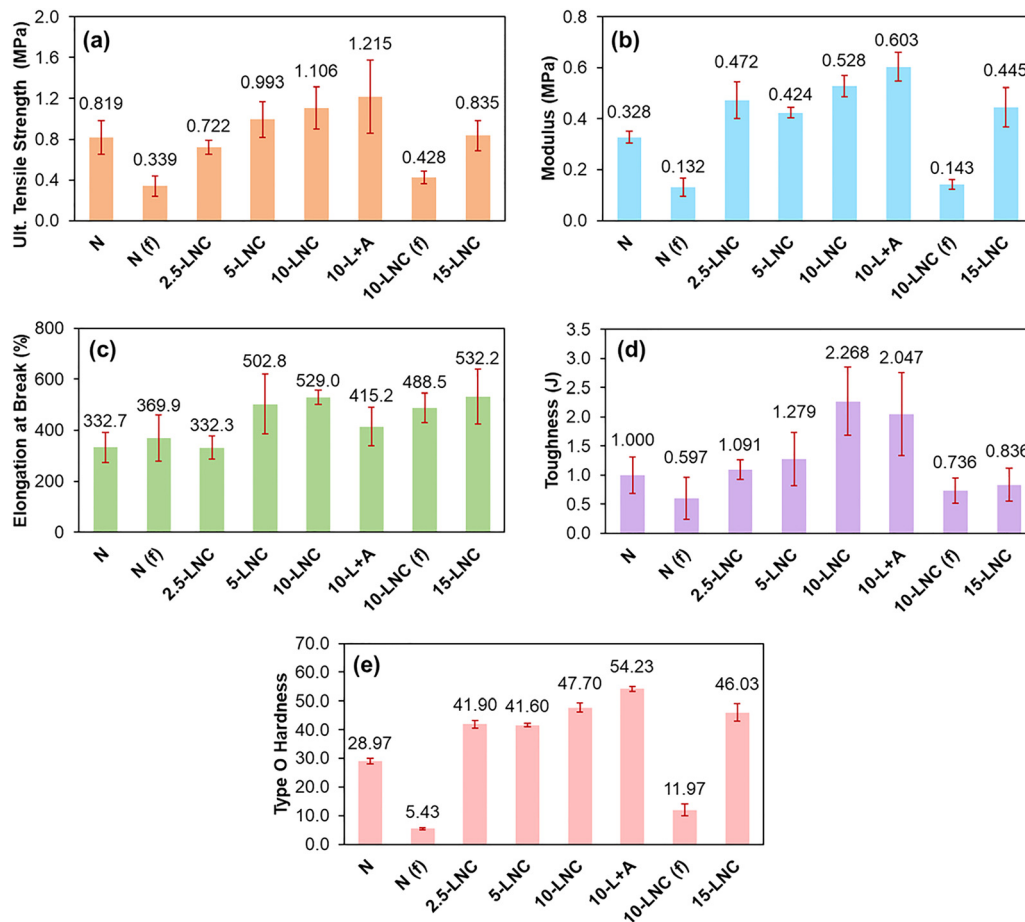 (a)
Ult. Tensile Strength (MPa)
2.0
1.6
1.2
0.8
0.4
0.0
0.819
0.339
0.722
0.993
1.106
1.215
0.428
0.835
N
N (f)
2.5-LNC
5-LNC
10-LNC
10-L+A
10-LNC (f)
15-LNC
(b)
Modulus (MPa)
0.8
0.6
0.4
0.2
0.0
0.328
0.132
0.472
0.424
0.528
0.603
0.143
0.445
N
N (f)
2.5-LNC
5-LNC
10-LNC
10-L+A
10-LNC (f)
15-LNC
(c)
Elongation at Break (%)
800
600
400
200
0
332.7
369.9
332.3
502.8
529.0
415.2
488.5
532.2
N
N (f)
2.5-LNC
5-LNC
10-LNC
10-L+A
10-LNC (f)
15-LNC
(d)
Toughness (J)
3.5
3.0
2.5
2.0
1.5
1.0
0.5
0.0
1.000
0.597
1.091
1.279
2.268
2.047
0.736
0.836
N
N (f)
2.5-LNC
5-LNC
10-LNC
10-L+A
10-LNC (f)
15-LNC
(e)
Type O Hardness
70.0
60.0
50.0
40.0
30.0
20.0
10.0
0.0
28.97
5.43
41.90
41.60
47.70
54.23
11.97
46.03
N
N (f)
2.5-LNC
5-LNC
10-LNC
10-L+A
10-LNC (f)
15-LNC